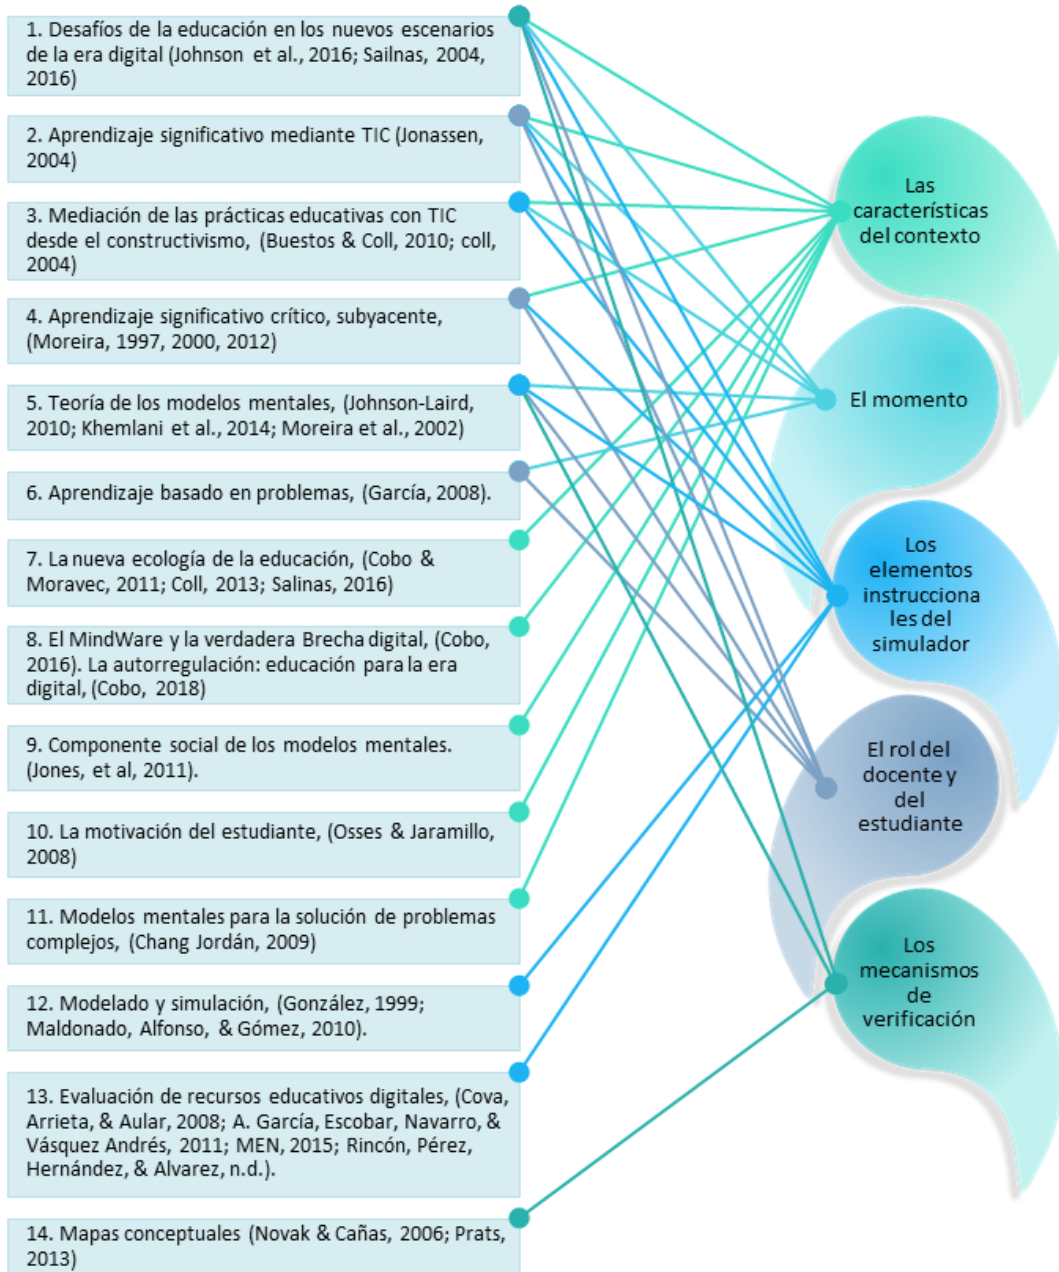 1. Desafíos de la educación en los nuevos escenarios
de la era digital (Johnson et al., 2016; Sailnas, 2004,
2016)
2. Aprendizaje significativo mediante TIC (Jonassen,
2004)
3. Mediación de las prácticas educativas con TIC
desde el constructivismo, (Buestos & Coll, 2010; coll,
2004)
4. Aprendizaje significativo crítico, subyacente,
(Moreira, 1997, 2000, 2012)
5. Teoría de los modelos mentales, (Johnson-Laird,
2010; Khemlani et al., 2014; Moreira et al., 2002)
6. Aprendizaje basado en problemas, (García, 2008).
7. La nueva ecología de la educación, (Cobo &
Moravec, 2011; Coll, 2013; Salinas, 2016)
8. El MindWare y la verdadera Brecha digital, (Cobo,
2016). La autorregulación: educación para la era
digital, (Cobo, 2018)
9. Componente social de los modelos mentales.
(Jones, et al, 2011).
10. La motivación del estudiante, (Osses & Jaramillo,
2008)
11. Modelos mentales para la solución de problemas
complejos, (Chang Jordán, 2009)
12. Modelado y simulación, (González, 1999;
Maldonado, Alfonso, & Gómez, 2010).
13. Evaluación de recursos educativos digitales, (Cova,
Arrieta, & Aular, 2008; A. García, Escobar, Navarro, &
Vásquez Andrés, 2011; MEN, 2015; Rincón, Pérez,
Hernández, & Alvarez, n.d.).
14. Mapas conceptuales (Novak & Cañas, 2006; Prats,
2013)
Las
características
del contexto
El momento
Los
elementos
instrucciona
les del
simulador
El rol del
docente y
del
estudiante
Los
mecanismos
de
verificación